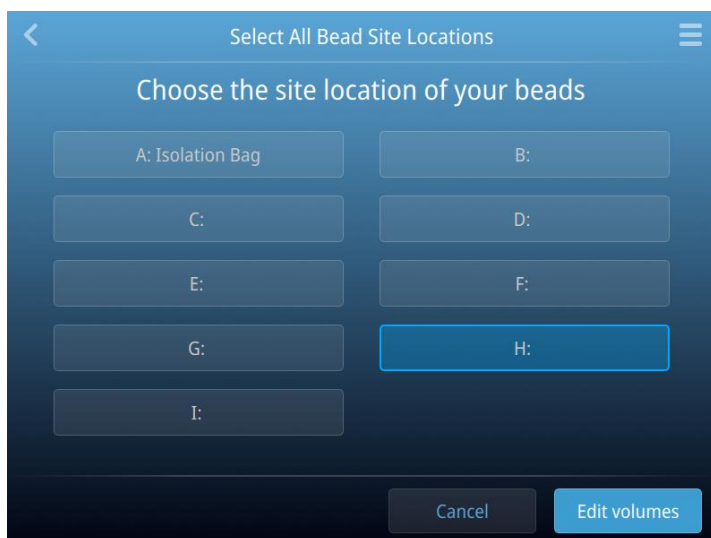 Select All Bead Site Locations
Choose the site location of your beads
A: Isolation Bag
B:
C:
D:
E:
F:
G:
H:
I:
Cancel
Edit volumes